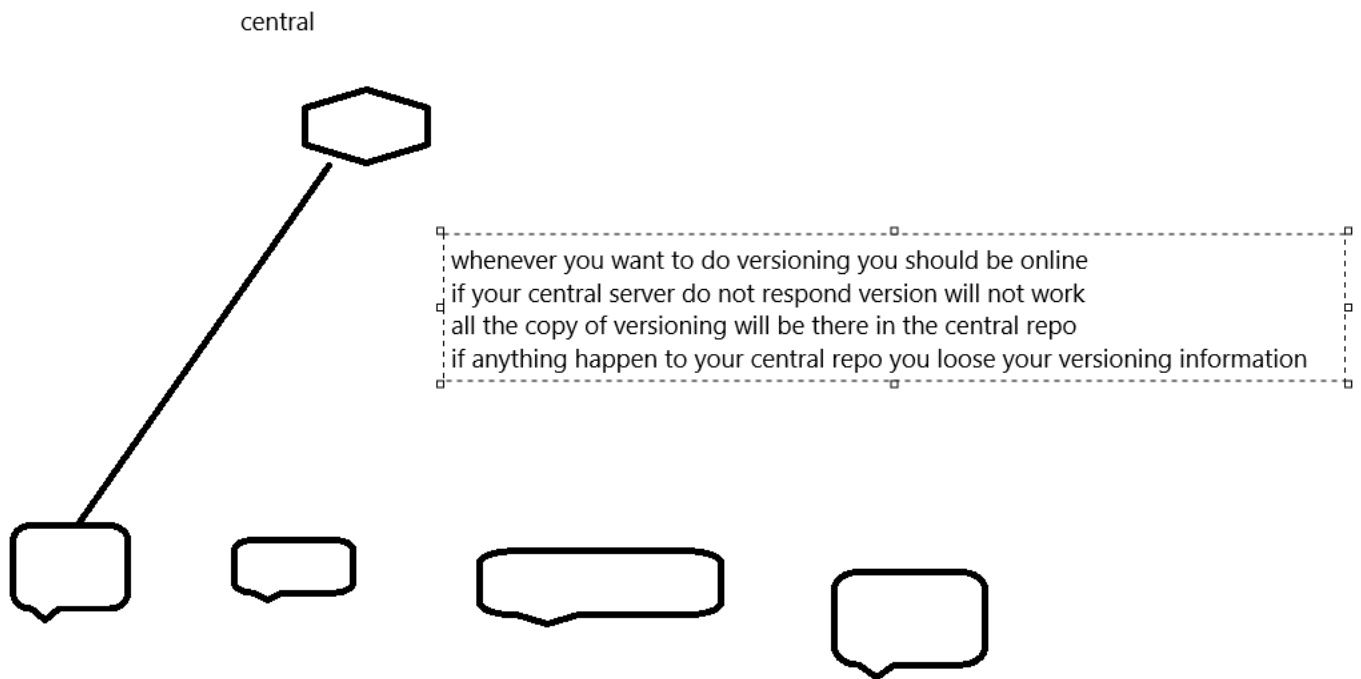 central
whenever you want to do versioning you should be online
if your central server do not respond version will not work
all the copy of versioning will be there in the central repo
if anything happen to your central repo you loose your versioning information